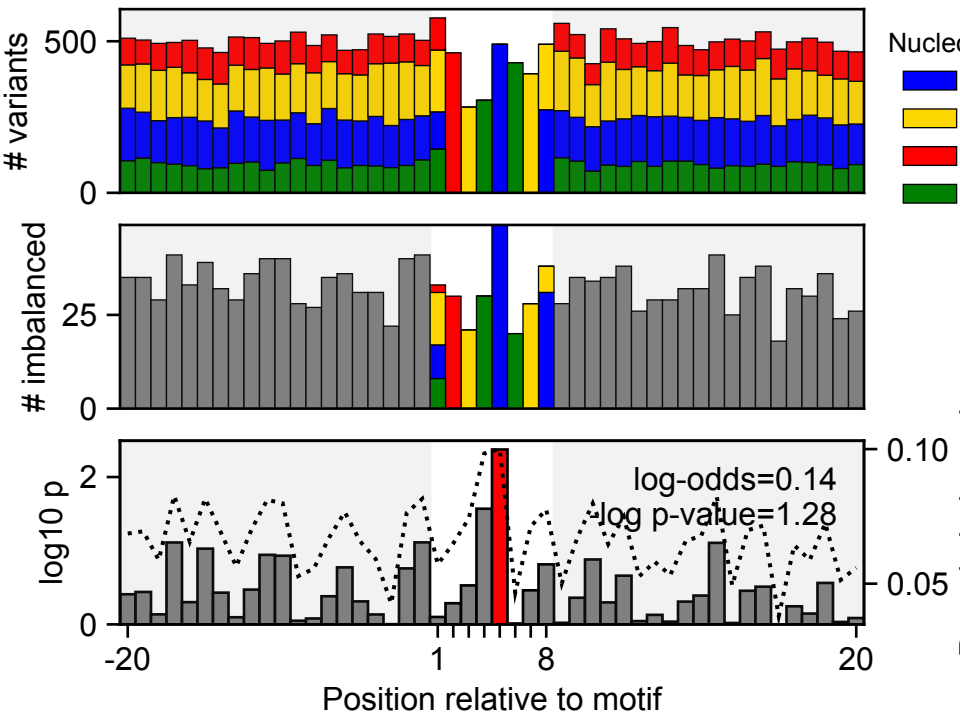 # variants
500
0
Nucleo
# imbalanced
25
0
log10 p
2
0
log-odds=0.14
-log p-value=1.28
0.10
0.05
-20
1
8
20
Position relative to motif